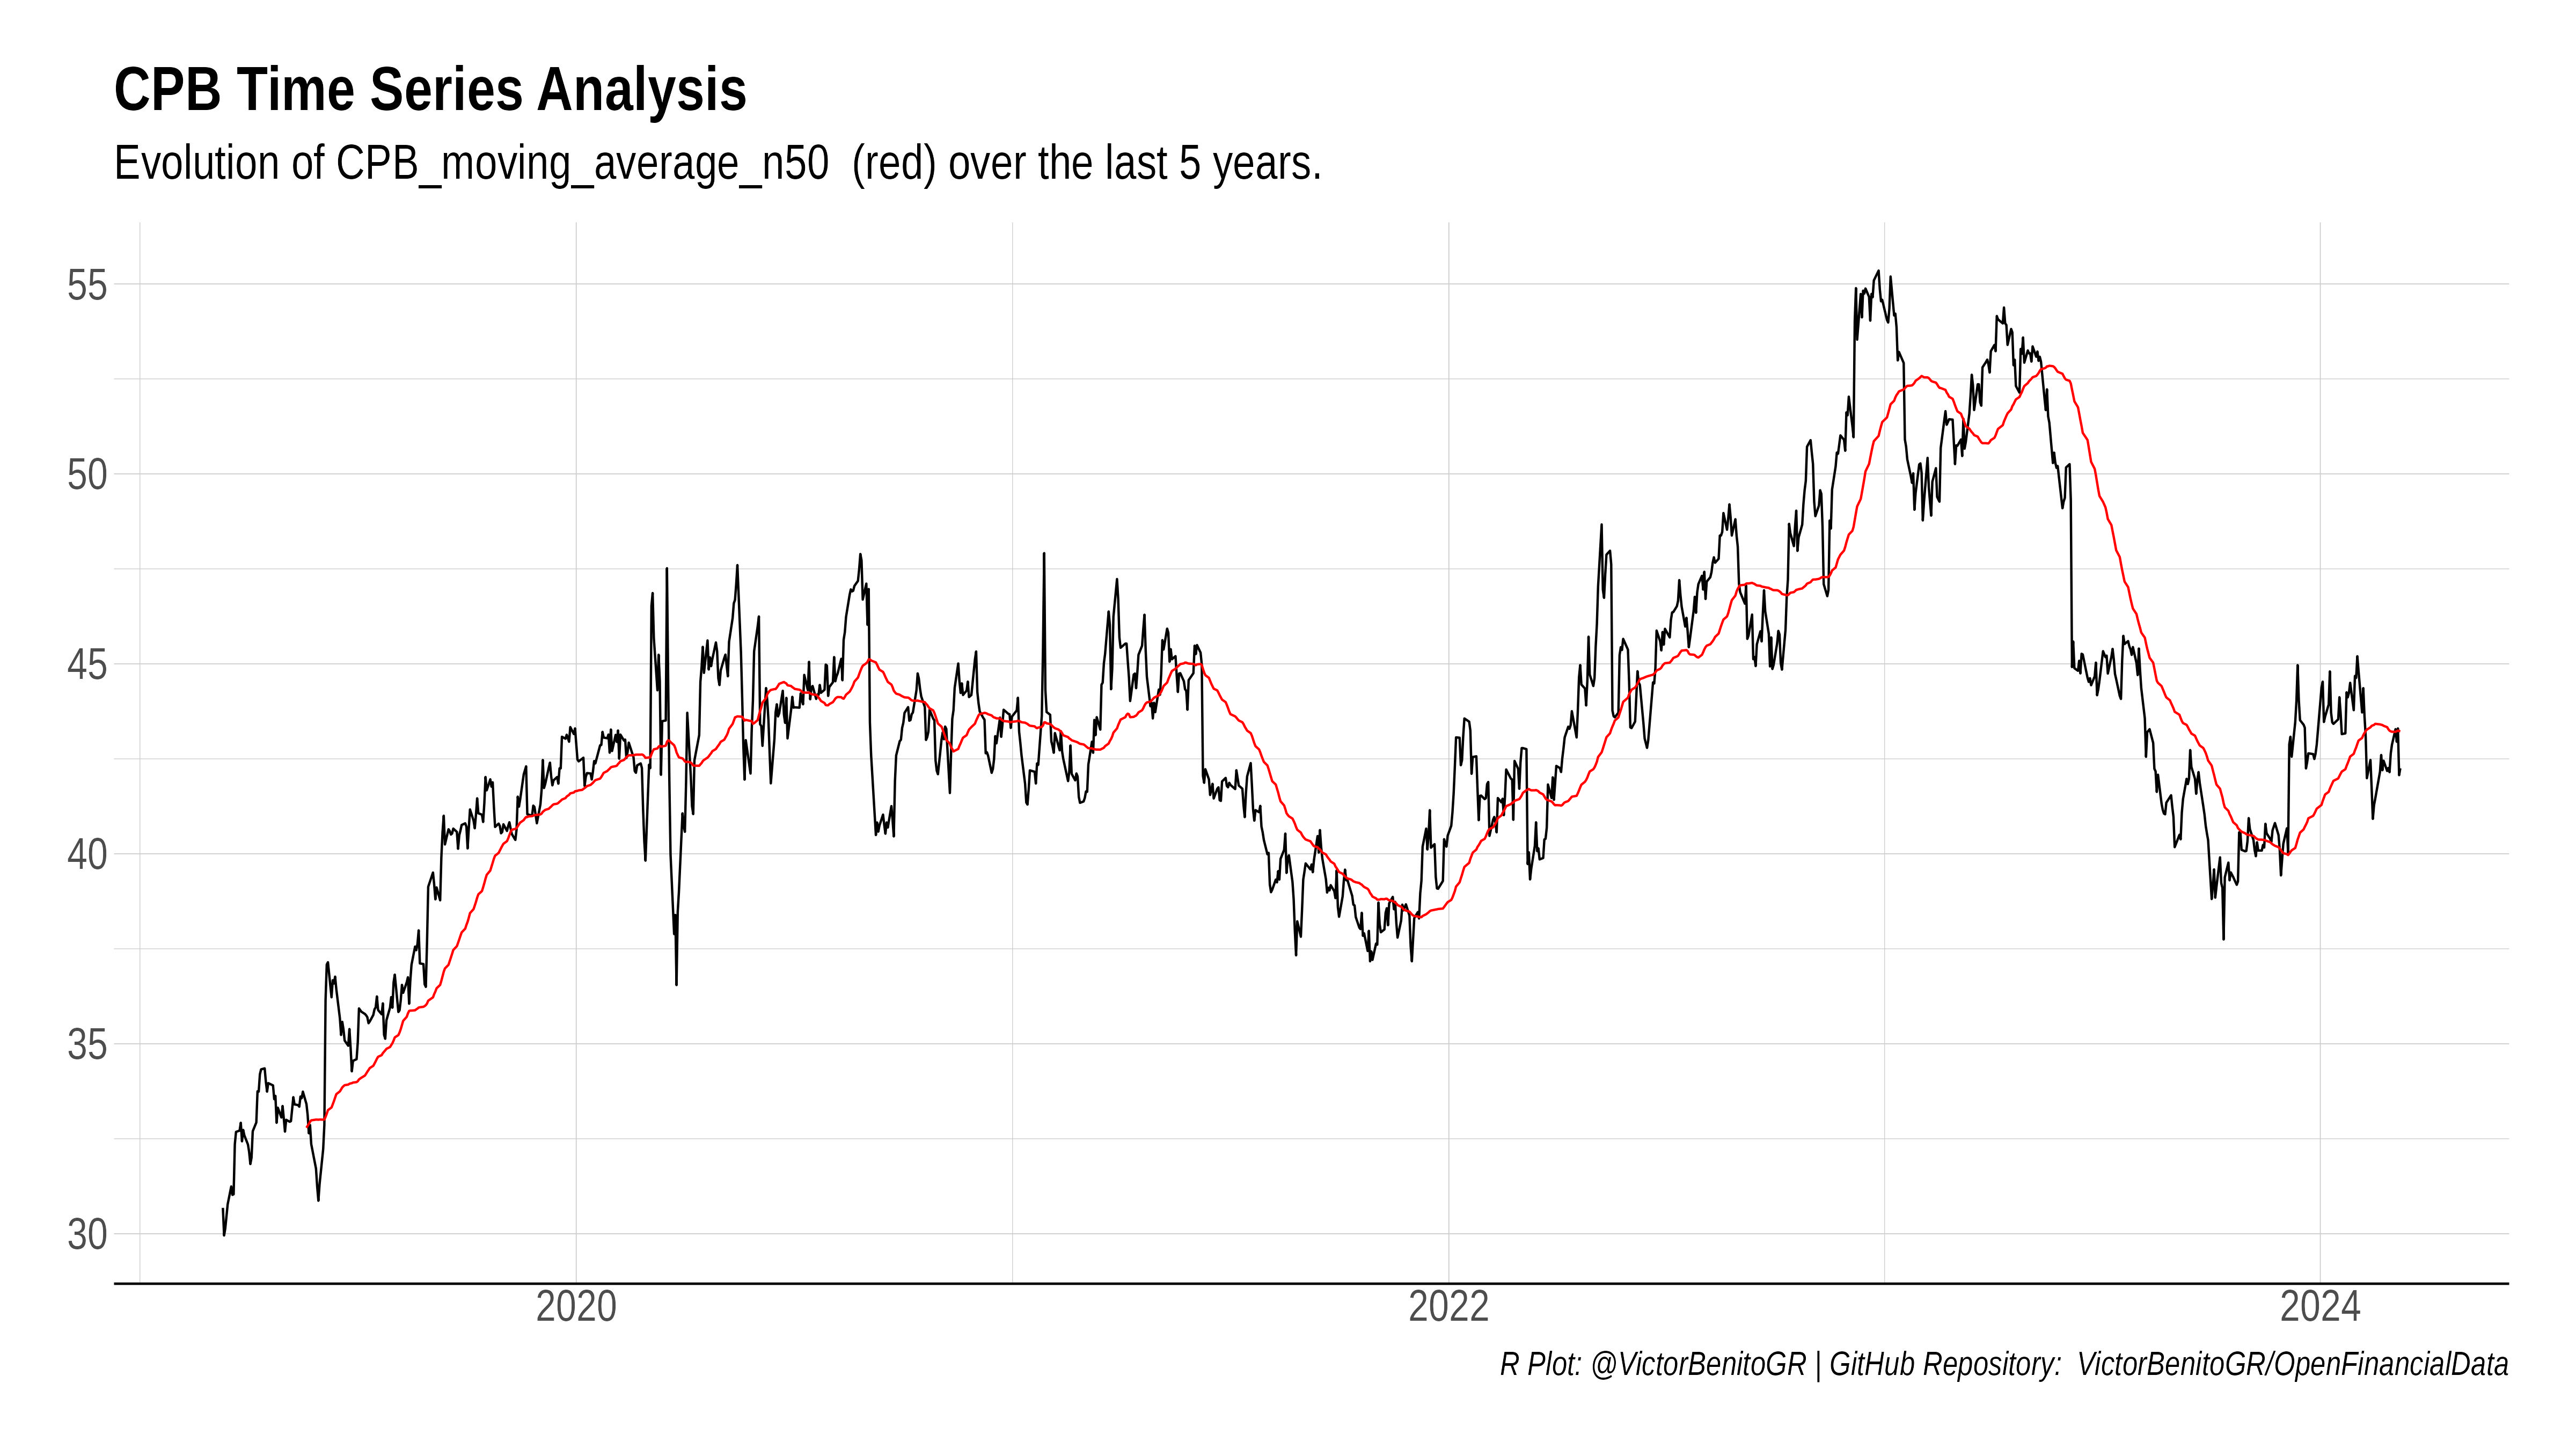 CPB Time Series Analysis
Evolution of CPB_moving_average_n50  (red) over the last 5 years.
55
50
45
40
35
30
2020 2022 2024
R Plot: @VictorBenitoGR | GitHub Repository:  VictorBenitoGR/OpenFinancialData